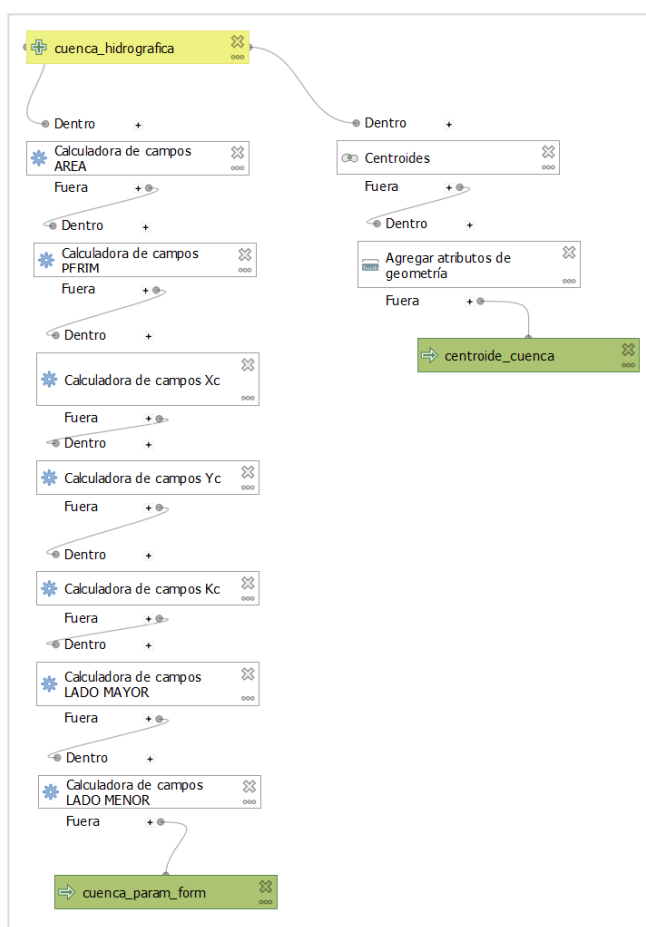 cuenca_hidrografica
Dentro
Calculadora de campos
AREA
Fuera
Dentro
Calculadora de campos
PFRIM
Fuera
Dentro
Calculadora de campos Xc
Fuera
Dentro
Calculadora de campos Yc
Fuera
Dentro
Calculadora de campos Kc
Fuera
Dentro
Calculadora de campos
LADO MAYOR
Fuera
Dentro
Calculadora de campos
LADO MENOR
Fuera
cuenca_param_form
Dentro
Centroides
Fuera
Dentro
Agregar atributos de
geometría
Fuera
centroide_cuenca